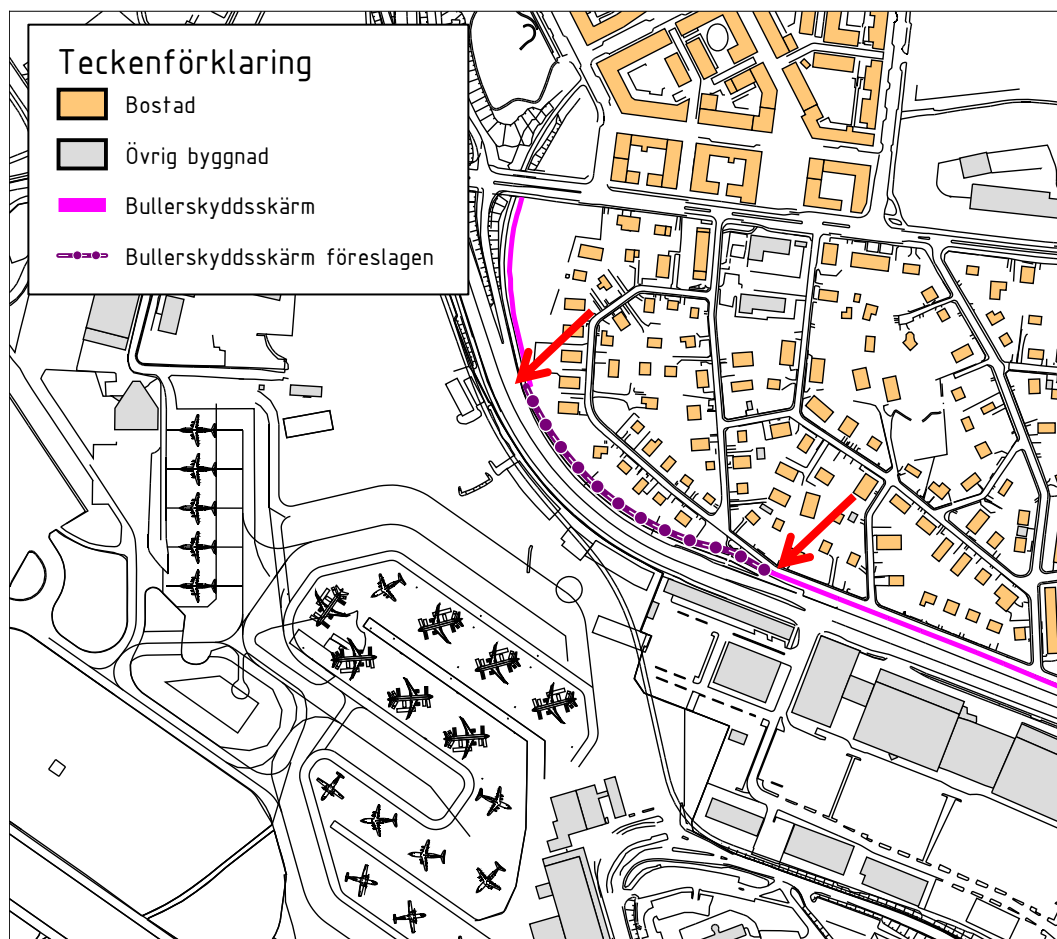 Teckenförklaring
Bostad
Övrig byggnad
Bullerskyddsskärm
Bullerskyddsskärm föreslagen